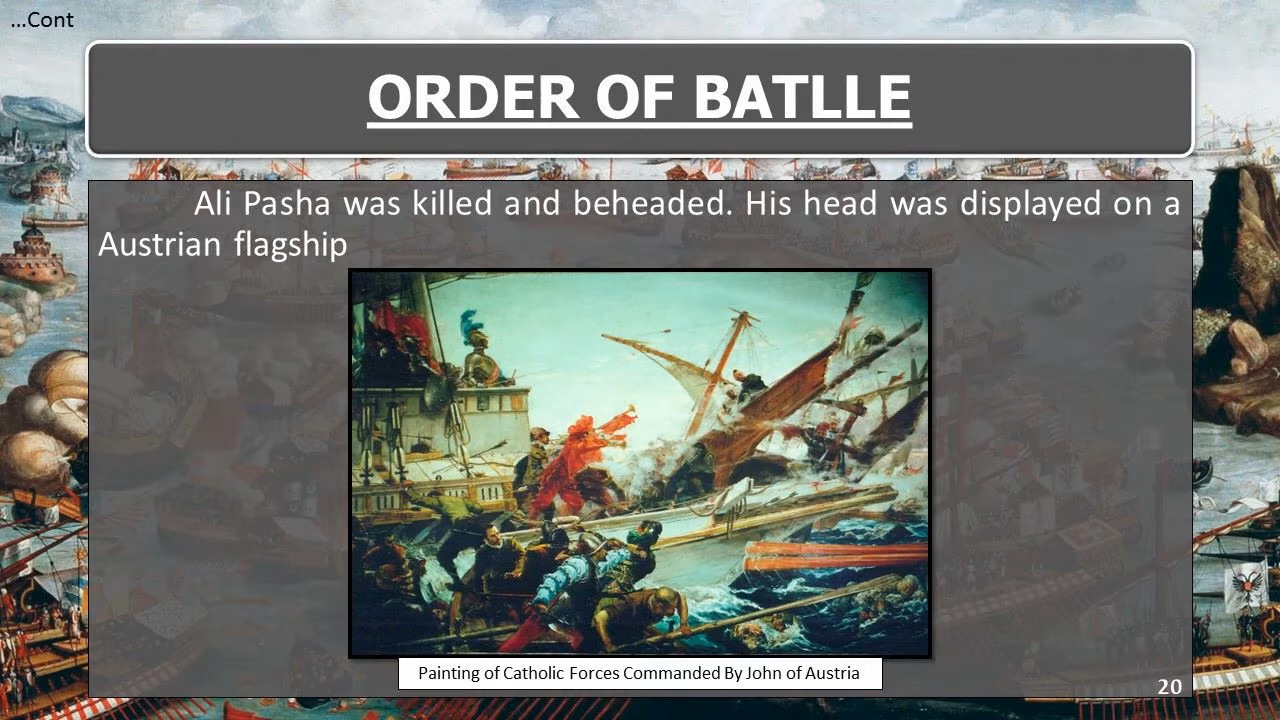 ...Cont
ORDER OF BATLLE
Ali Pasha was killed and beheaded. His head was displayed on a
Austrian flagship
Painting of Catholic Forces Commanded By John of Austria
20